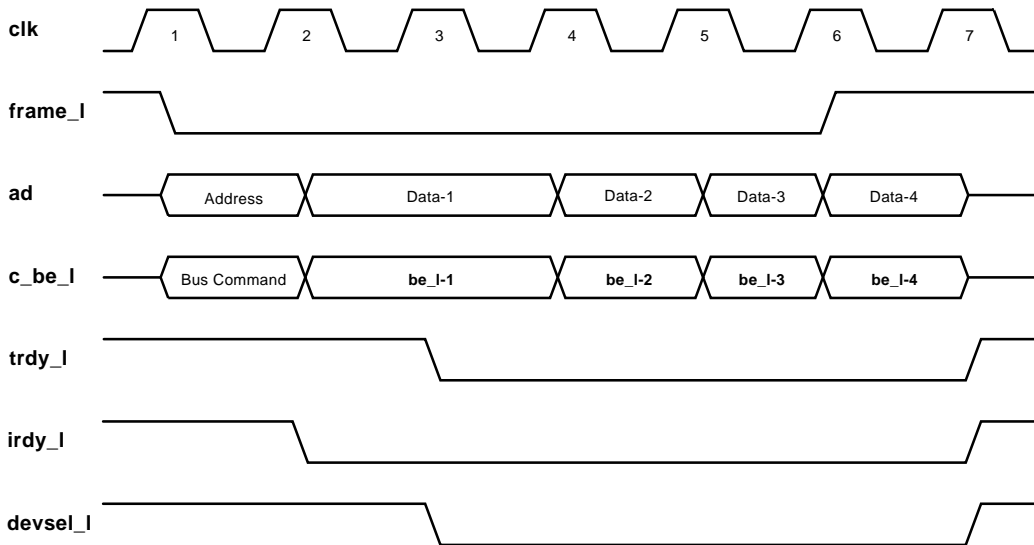 clk 1 2 3 4 5 6 7
frame_l
ad Address Data-1 Data-2 Data-3 Data-4
c_be_l Bus Command be_l-1 be_l-2 be_l-3 be_l-4
trdy_l
irdy_l
devsel_l